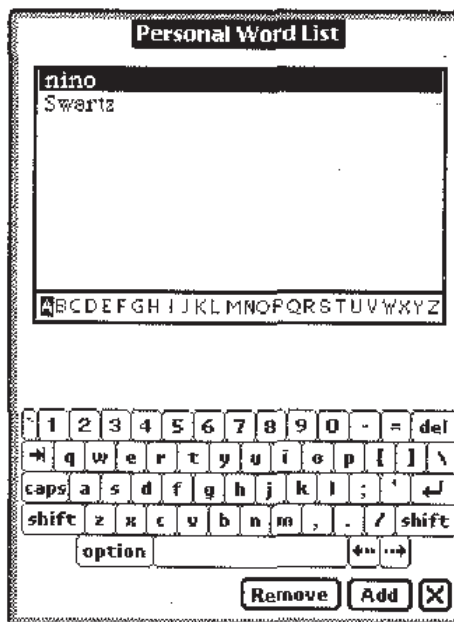 Personal Word List
nino
Swartz
ABCDEFGHIJKLMNOPQRSTUVWXYZ
` 1 2 3 4 5 6 7 8 9 0 - = del
q w e r t y u i o p [ ] \
caps a s d f g h j k l ; '
shift z x c v b n m , . / shift
option
Remove Add